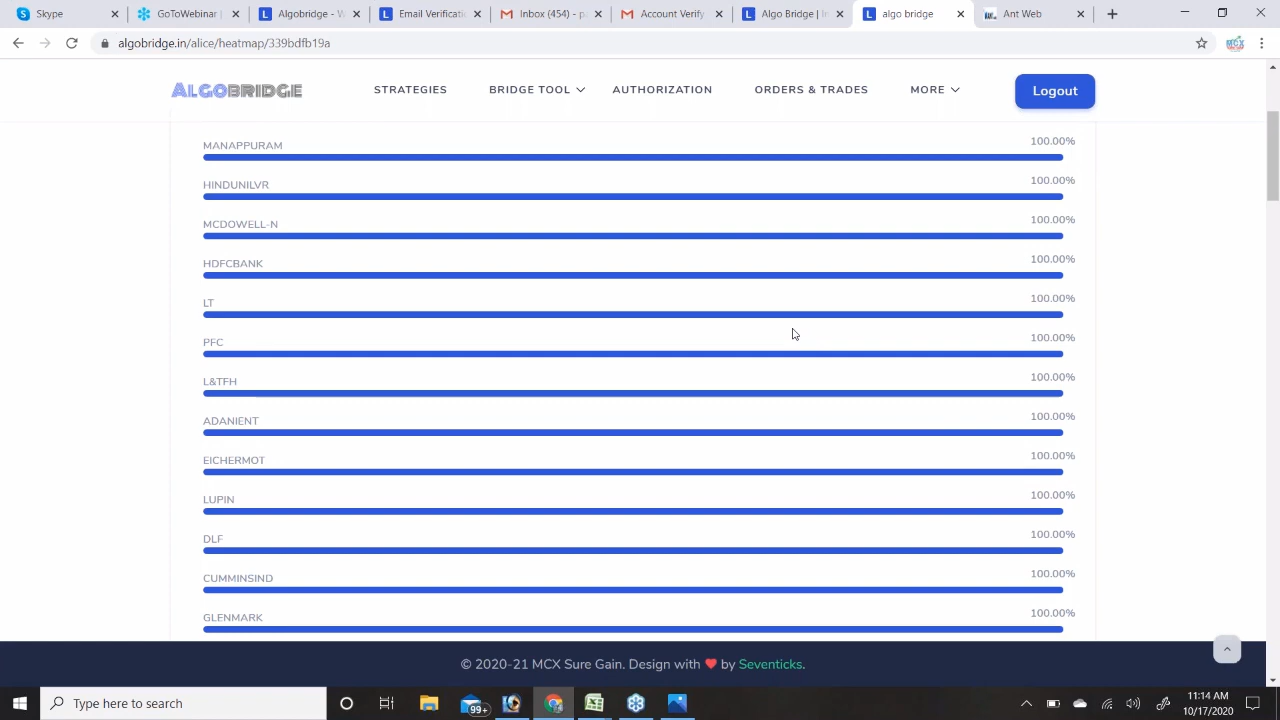 Skype
GoToWebinar
Algobridge - W
Email Verificati
Inbox (454) - p
Account Verify
Algo Bridge | In
algo bridge
Ant Web
algobridge.in/alice/heatmap/339bdfb19a
MCX
ALGOBRIDGE
STRATEGIES
BRIDGE TOOL
AUTHORIZATION
ORDERS & TRADES
MORE
Logout
MANAPPURAM 100.00%
HINDUNILVR 100.00%
MCDOWELL-N 100.00%
HDFCBANK 100.00%
LT 100.00%
PFC 100.00%
L&TFH 100.00%
ADANIENT 100.00%
EICHERMOT 100.00%
LUPIN 100.00%
DLF 100.00%
CUMMINSIND 100.00%
GLENMARK 100.00%
© 2020-21 MCX Sure Gain. Design with ❤ by Seventicks.
Type here to search
99+
11:14 AM
10/17/2020